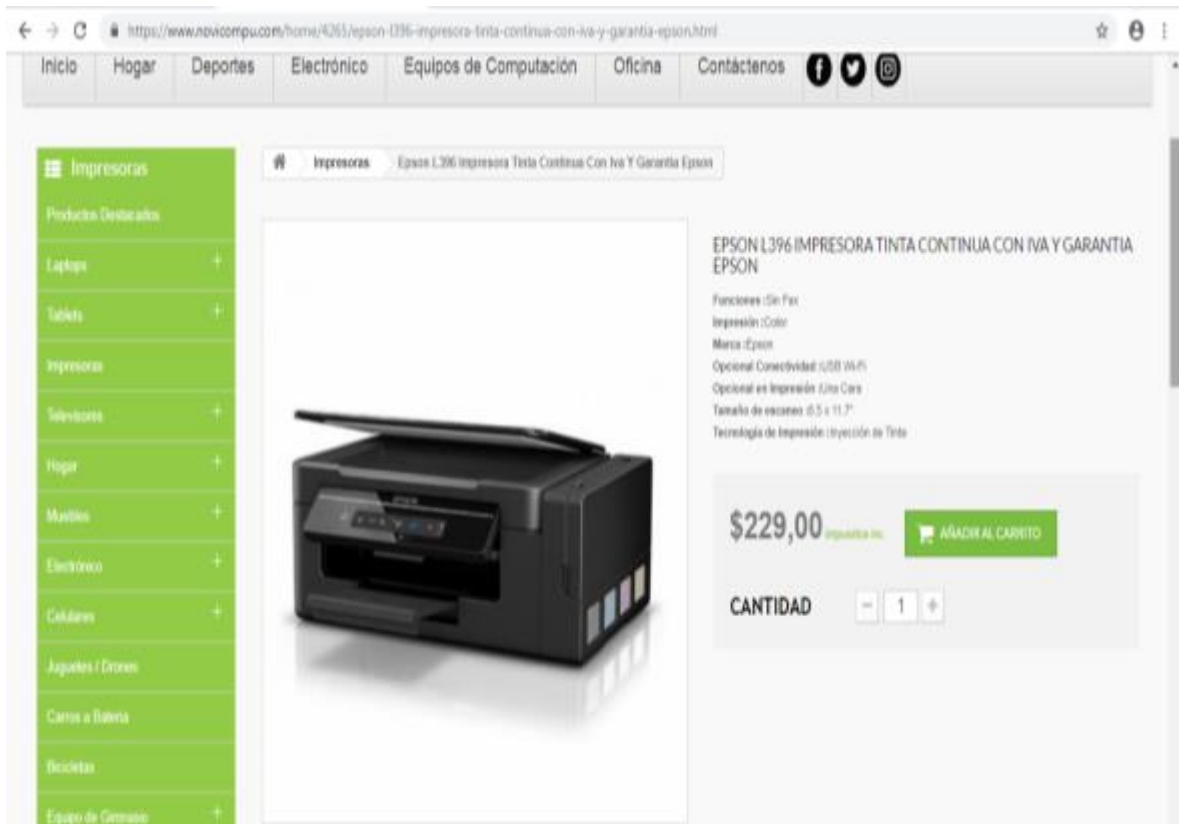 https://www.novicompu.com/home/4265/epson-l396-impresora-tinta-continua-con-iva-y-garantia-epson.html
Inicio Hogar Deportes Electrónico Equipos de Computación Oficina Contáctenos
Impresoras
Impresoras Epson L396 Impresora Tinta Continua Con Iva Y Garantia Epson
Productos Destacados
Laptops +
Tablets +
Impresoras
Televisores +
Hogar +
Muebles +
Electrónico +
Celulares +
Juguetes / Drones
Carros a Bateria
Bicicletas
Equipo de Gimnasio +
EPSON L396 IMPRESORA TINTA CONTINUA CON IVA Y GARANTIA
EPSON
Funciones :Sin Fax
Impresión :Color
Marca :Epson
Opcional Conectividad :USB Wi-Fi
Opcional en Impresión :Una Cara
Tamaño de escaneo :8.5 x 11.7"
Tecnología de Impresión :Inyección de Tinta
$229,00 impuestos inc. AÑADIR AL CARRITO
CANTIDAD - 1 +
EPSON